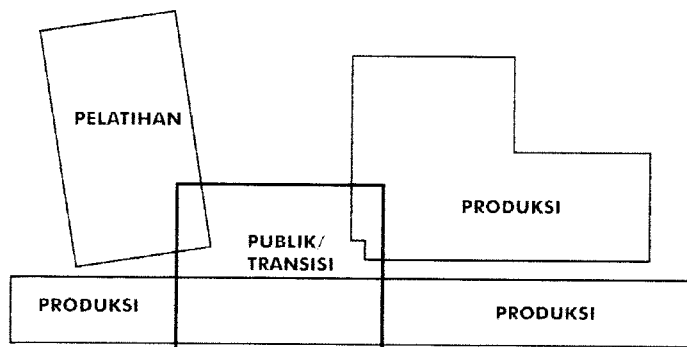 PELATIHAN
PRODUKSI
PUBLIK/
TRANSISI
PRODUKSI
PRODUKSI